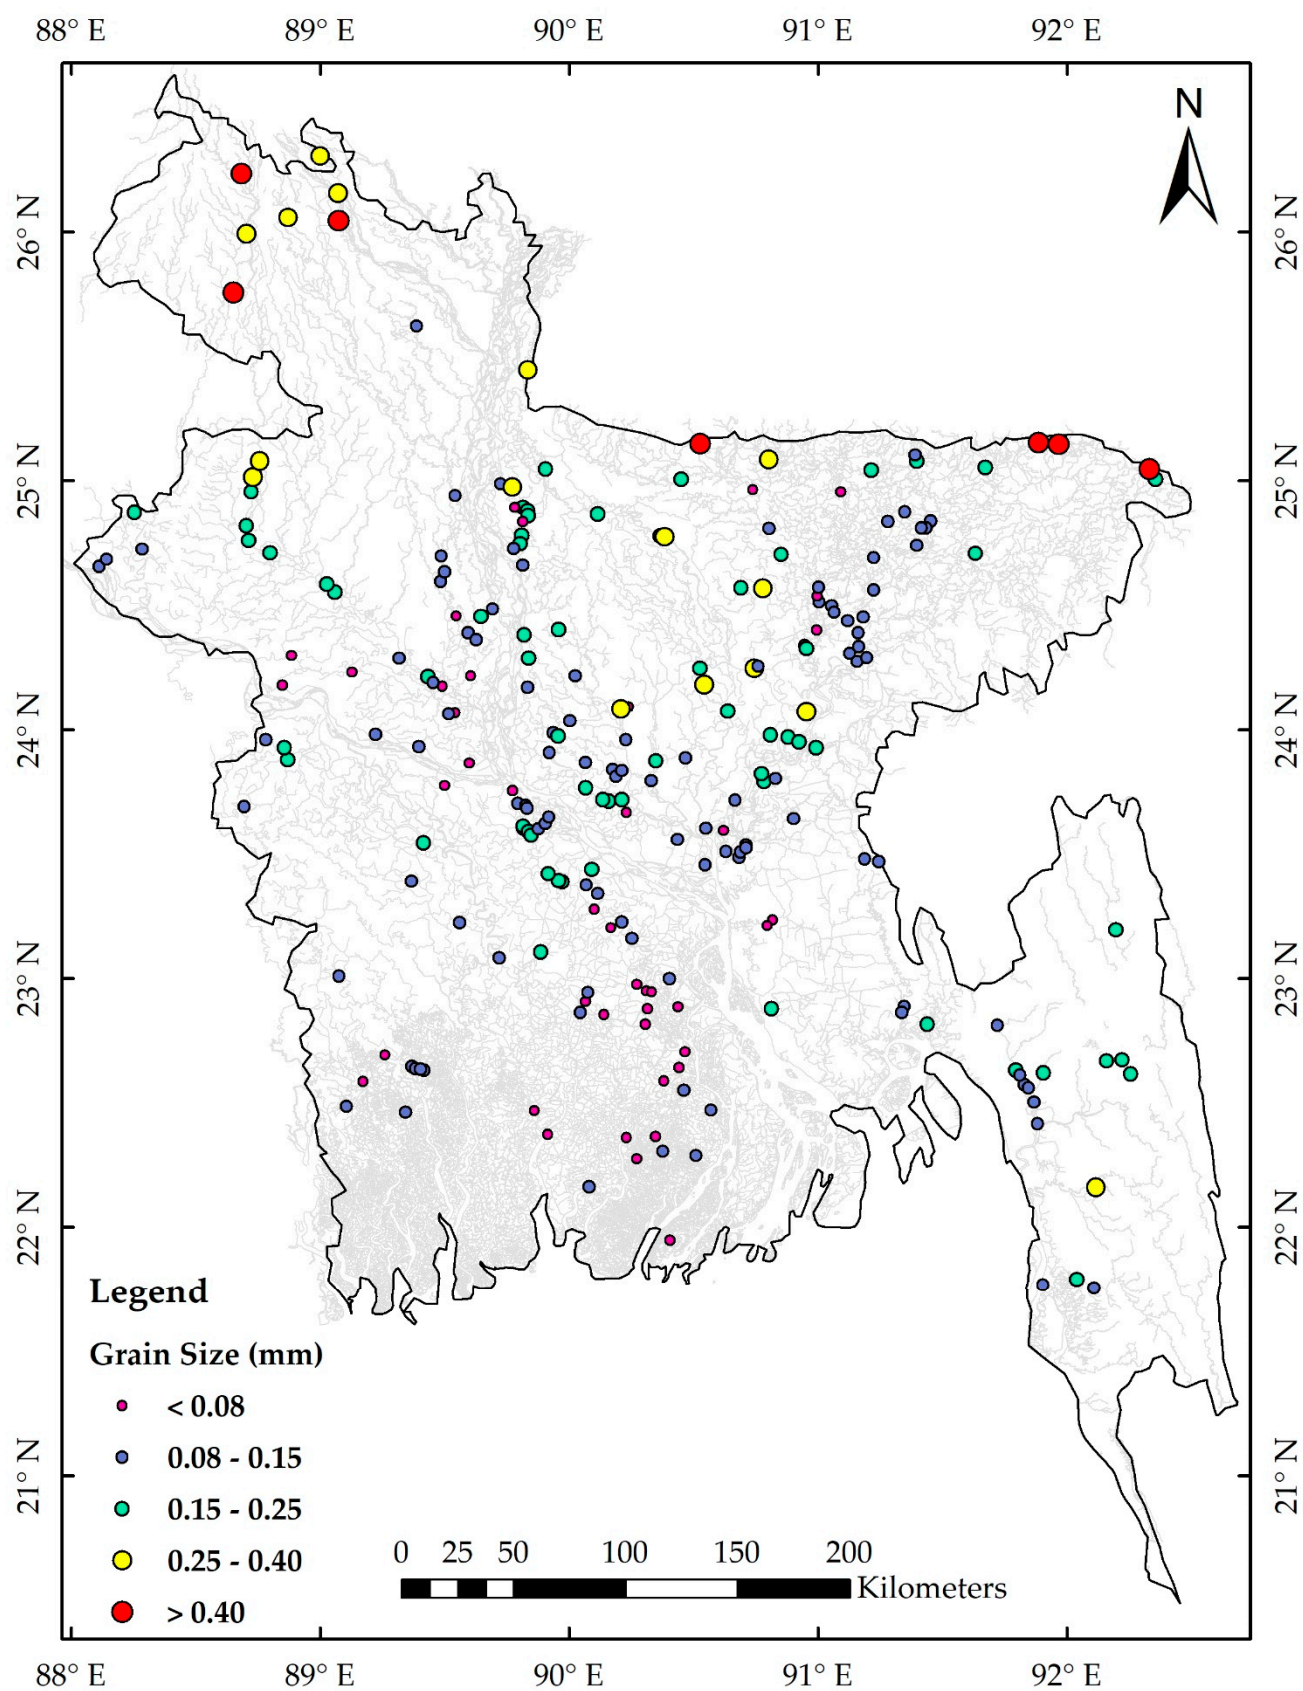 88° E 89° E 90° E 91° E 92° E
N
26° N 26° N
25° N 25° N
24° N 24° N
23° N 23° N
22° N 22° N
21° N 21° N
Legend
Grain Size (mm)
< 0.08
0.08 - 0.15
0.15 - 0.25
0.25 - 0.40
> 0.40
0 25 50 100 150 200
Kilometers
88° E 89° E 90° E 91° E 92° E